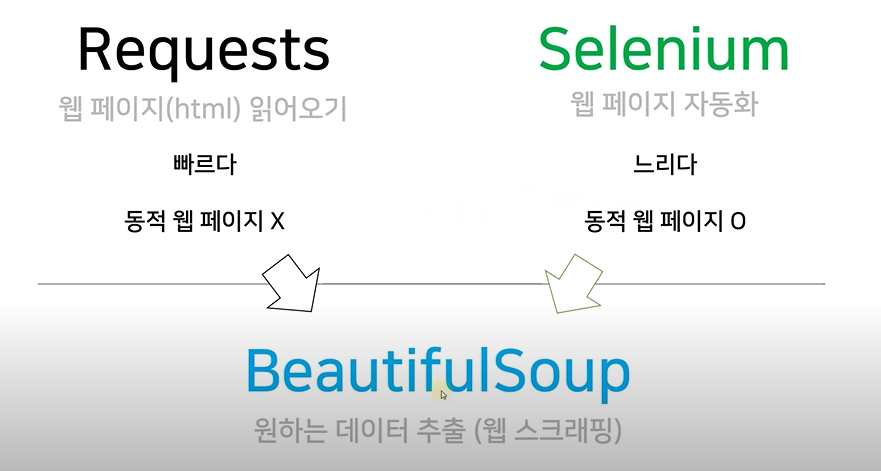 Requests
웹 페이지(html) 읽어오기
빠르다
동적 웹 페이지 X
Selenium
웹 페이지 자동화
느리다
동적 웹 페이지 O
BeautifulSoup
원하는 데이터 추출 (웹 스크래핑)